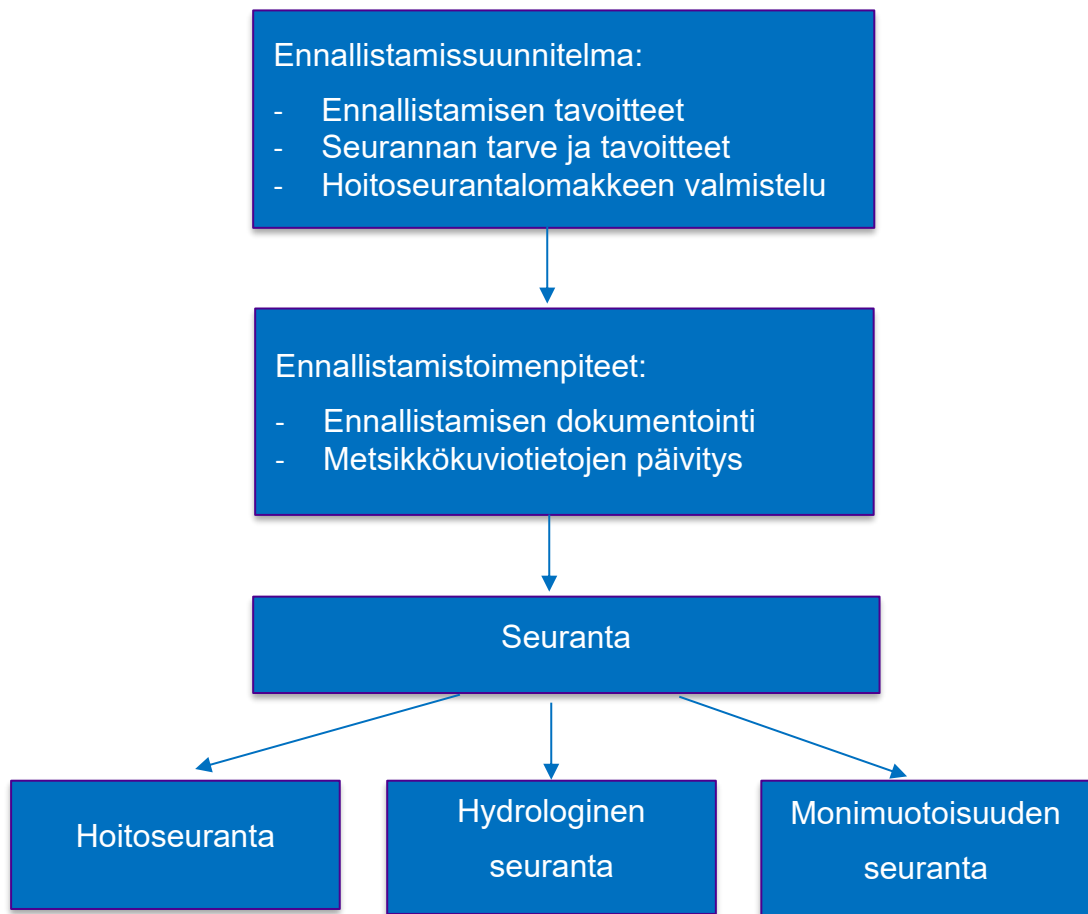 Ennallistamissuunnitelma:
- Ennallistamisen tavoitteet
- Seurannan tarve ja tavoitteet
- Hoitoseurantalomakkeen valmistelu
Ennallistamistoimenpiteet:
- Ennallistamisen dokumentointi
- Metsikkökuviotietojen päivitys
Seuranta
Hoitoseuranta
Hydrologinen
seuranta
Monimuotoisuuden
seuranta